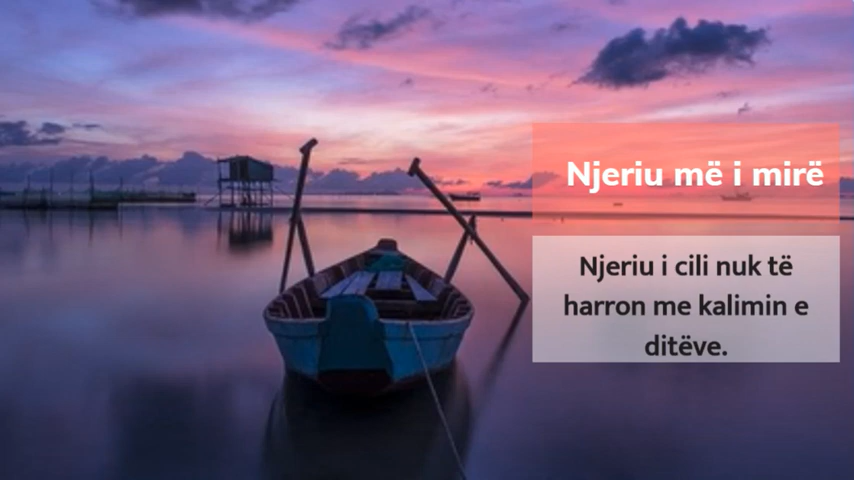 Njeriu më i mirë
Njeriu i cili nuk të
harron me kalimin e
ditëve.